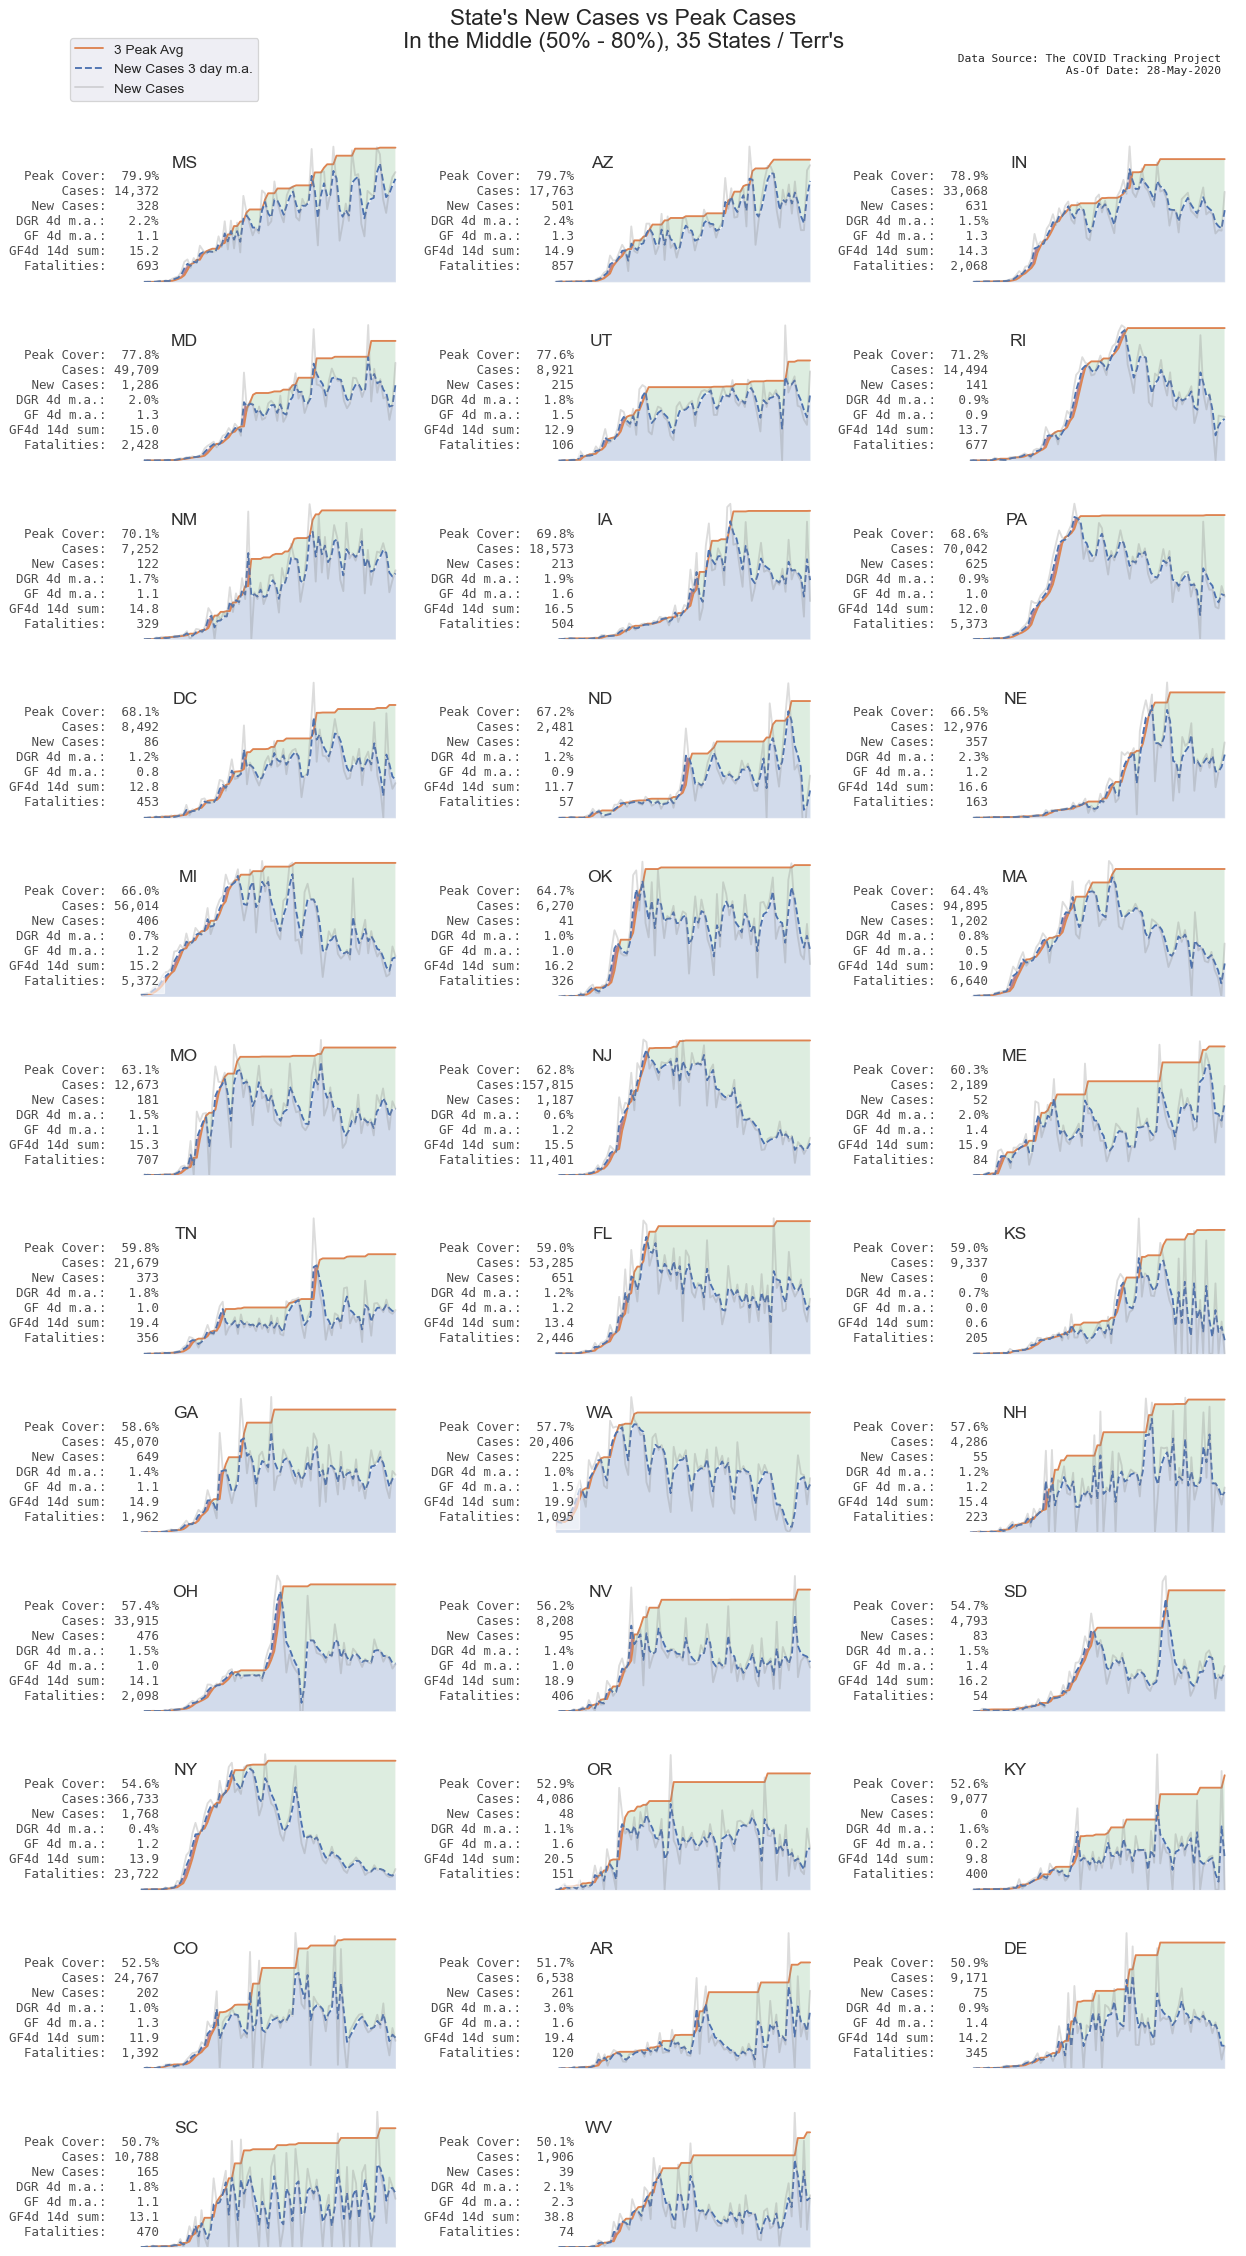 State's New Cases vs Peak Cases
In the Middle (50% - 80%), 35 States / Terr's
3 Peak Avg
New Cases 3 day m.a.
New Cases
Data Source: The COVID Tracking Project
As-Of Date: 28-May-2020
MS
Peak Cover: 79.9%
Cases: 14,372
New Cases: 328
DGR 4d m.a.: 2.2%
GF 4d m.a.: 1.1
GF4d 14d sum: 15.2
Fatalities: 693
AZ
Peak Cover: 79.7%
Cases: 17,763
New Cases: 501
DGR 4d m.a.: 2.4%
GF 4d m.a.: 1.3
GF4d 14d sum: 14.9
Fatalities: 857
IN
Peak Cover: 78.9%
Cases: 33,068
New Cases: 631
DGR 4d m.a.: 1.5%
GF 4d m.a.: 1.3
GF4d 14d sum: 14.3
Fatalities: 2,068
MD
Peak Cover: 77.8%
Cases: 49,709
New Cases: 1,286
DGR 4d m.a.: 2.0%
GF 4d m.a.: 1.3
GF4d 14d sum: 15.0
Fatalities: 2,428
UT
Peak Cover: 77.6%
Cases: 8,921
New Cases: 215
DGR 4d m.a.: 1.8%
GF 4d m.a.: 1.5
GF4d 14d sum: 12.9
Fatalities: 106
RI
Peak Cover: 71.2%
Cases: 14,494
New Cases: 141
DGR 4d m.a.: 0.9%
GF 4d m.a.: 0.9
GF4d 14d sum: 13.7
Fatalities: 677
NM
Peak Cover: 70.1%
Cases: 7,252
New Cases: 122
DGR 4d m.a.: 1.7%
GF 4d m.a.: 1.1
GF4d 14d sum: 14.8
Fatalities: 329
IA
Peak Cover: 69.8%
Cases: 18,573
New Cases: 213
DGR 4d m.a.: 1.9%
GF 4d m.a.: 1.6
GF4d 14d sum: 16.5
Fatalities: 504
PA
Peak Cover: 68.6%
Cases: 70,042
New Cases: 625
DGR 4d m.a.: 0.9%
GF 4d m.a.: 1.0
GF4d 14d sum: 12.0
Fatalities: 5,373
DC
Peak Cover: 68.1%
Cases: 8,492
New Cases: 86
DGR 4d m.a.: 1.2%
GF 4d m.a.: 0.8
GF4d 14d sum: 12.8
Fatalities: 453
ND
Peak Cover: 67.2%
Cases: 2,481
New Cases: 42
DGR 4d m.a.: 1.2%
GF 4d m.a.: 0.9
GF4d 14d sum: 11.7
Fatalities: 57
NE
Peak Cover: 66.5%
Cases: 12,976
New Cases: 357
DGR 4d m.a.: 2.3%
GF 4d m.a.: 1.2
GF4d 14d sum: 16.6
Fatalities: 163
MI
Peak Cover: 66.0%
Cases: 56,014
New Cases: 406
DGR 4d m.a.: 0.7%
GF 4d m.a.: 1.2
GF4d 14d sum: 15.2
Fatalities: 5,372
OK
Peak Cover: 64.7%
Cases: 6,270
New Cases: 41
DGR 4d m.a.: 1.0%
GF 4d m.a.: 1.0
GF4d 14d sum: 16.2
Fatalities: 326
MA
Peak Cover: 64.4%
Cases: 94,895
New Cases: 1,202
DGR 4d m.a.: 0.8%
GF 4d m.a.: 0.5
GF4d 14d sum: 10.9
Fatalities: 6,640
MO
Peak Cover: 63.1%
Cases: 12,673
New Cases: 181
DGR 4d m.a.: 1.5%
GF 4d m.a.: 1.1
GF4d 14d sum: 15.3
Fatalities: 707
NJ
Peak Cover: 62.8%
Cases:157,815
New Cases: 1,187
DGR 4d m.a.: 0.6%
GF 4d m.a.: 1.2
GF4d 14d sum: 15.5
Fatalities: 11,401
ME
Peak Cover: 60.3%
Cases: 2,189
New Cases: 52
DGR 4d m.a.: 2.0%
GF 4d m.a.: 1.4
GF4d 14d sum: 15.9
Fatalities: 84
TN
Peak Cover: 59.8%
Cases: 21,679
New Cases: 373
DGR 4d m.a.: 1.8%
GF 4d m.a.: 1.0
GF4d 14d sum: 19.4
Fatalities: 356
FL
Peak Cover: 59.0%
Cases: 53,285
New Cases: 651
DGR 4d m.a.: 1.2%
GF 4d m.a.: 1.2
GF4d 14d sum: 13.4
Fatalities: 2,446
KS
Peak Cover: 59.0%
Cases: 9,337
New Cases: 0
DGR 4d m.a.: 0.7%
GF 4d m.a.: 0.0
GF4d 14d sum: 0.6
Fatalities: 205
GA
Peak Cover: 58.6%
Cases: 45,070
New Cases: 649
DGR 4d m.a.: 1.4%
GF 4d m.a.: 1.1
GF4d 14d sum: 14.9
Fatalities: 1,962
WA
Peak Cover: 57.7%
Cases: 20,406
New Cases: 225
DGR 4d m.a.: 1.0%
GF 4d m.a.: 1.5
GF4d 14d sum: 19.9
Fatalities: 1,095
NH
Peak Cover: 57.6%
Cases: 4,286
New Cases: 55
DGR 4d m.a.: 1.2%
GF 4d m.a.: 1.2
GF4d 14d sum: 15.4
Fatalities: 223
OH
Peak Cover: 57.4%
Cases: 33,915
New Cases: 476
DGR 4d m.a.: 1.5%
GF 4d m.a.: 1.0
GF4d 14d sum: 14.1
Fatalities: 2,098
NV
Peak Cover: 56.2%
Cases: 8,208
New Cases: 95
DGR 4d m.a.: 1.4%
GF 4d m.a.: 1.0
GF4d 14d sum: 18.9
Fatalities: 406
SD
Peak Cover: 54.7%
Cases: 4,793
New Cases: 83
DGR 4d m.a.: 1.5%
GF 4d m.a.: 1.4
GF4d 14d sum: 16.2
Fatalities: 54
NY
Peak Cover: 54.6%
Cases:366,733
New Cases: 1,768
DGR 4d m.a.: 0.4%
GF 4d m.a.: 1.2
GF4d 14d sum: 13.9
Fatalities: 23,722
OR
Peak Cover: 52.9%
Cases: 4,086
New Cases: 48
DGR 4d m.a.: 1.1%
GF 4d m.a.: 1.6
GF4d 14d sum: 20.5
Fatalities: 151
KY
Peak Cover: 52.6%
Cases: 9,077
New Cases: 0
DGR 4d m.a.: 1.6%
GF 4d m.a.: 0.2
GF4d 14d sum: 9.8
Fatalities: 400
CO
Peak Cover: 52.5%
Cases: 24,767
New Cases: 202
DGR 4d m.a.: 1.0%
GF 4d m.a.: 1.3
GF4d 14d sum: 11.9
Fatalities: 1,392
AR
Peak Cover: 51.7%
Cases: 6,538
New Cases: 261
DGR 4d m.a.: 3.0%
GF 4d m.a.: 1.6
GF4d 14d sum: 19.4
Fatalities: 120
DE
Peak Cover: 50.9%
Cases: 9,171
New Cases: 75
DGR 4d m.a.: 0.9%
GF 4d m.a.: 1.4
GF4d 14d sum: 14.2
Fatalities: 345
SC
Peak Cover: 50.7%
Cases: 10,788
New Cases: 165
DGR 4d m.a.: 1.8%
GF 4d m.a.: 1.1
GF4d 14d sum: 13.1
Fatalities: 470
WV
Peak Cover: 50.1%
Cases: 1,906
New Cases: 39
DGR 4d m.a.: 2.1%
GF 4d m.a.: 2.3
GF4d 14d sum: 38.8
Fatalities: 74